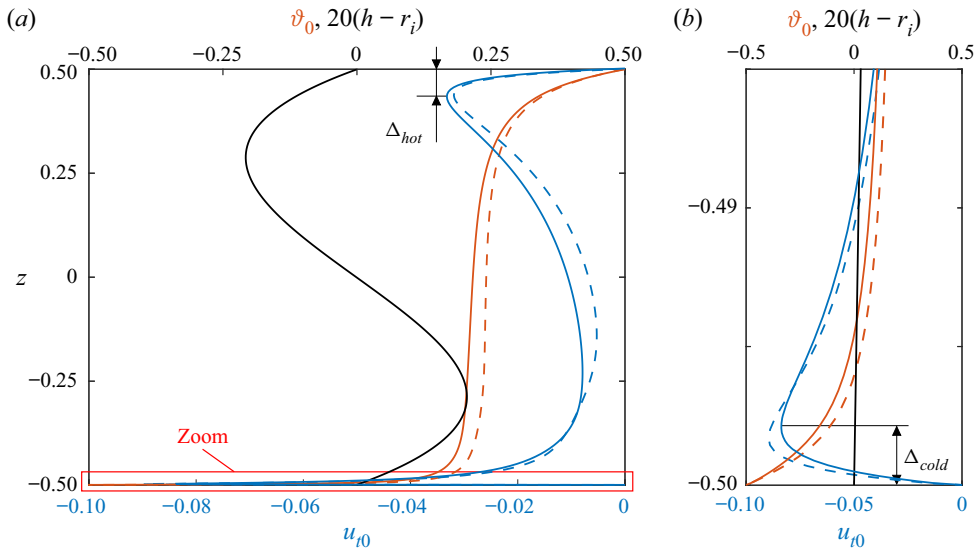 (a)
ϑ0, 20(h – ri)
–0.50 –0.25 0 0.25 0.50
0.50
Δhot
0.25
z
0
–0.25
Zoom
–0.50
–0.10 –0.08 –0.06 –0.04 –0.02 0
ut0
(b)
ϑ0, 20(h – ri)
–0.5 0 0.5
–0.49
Δcold
–0.50
–0.10 –0.05 0
ut0